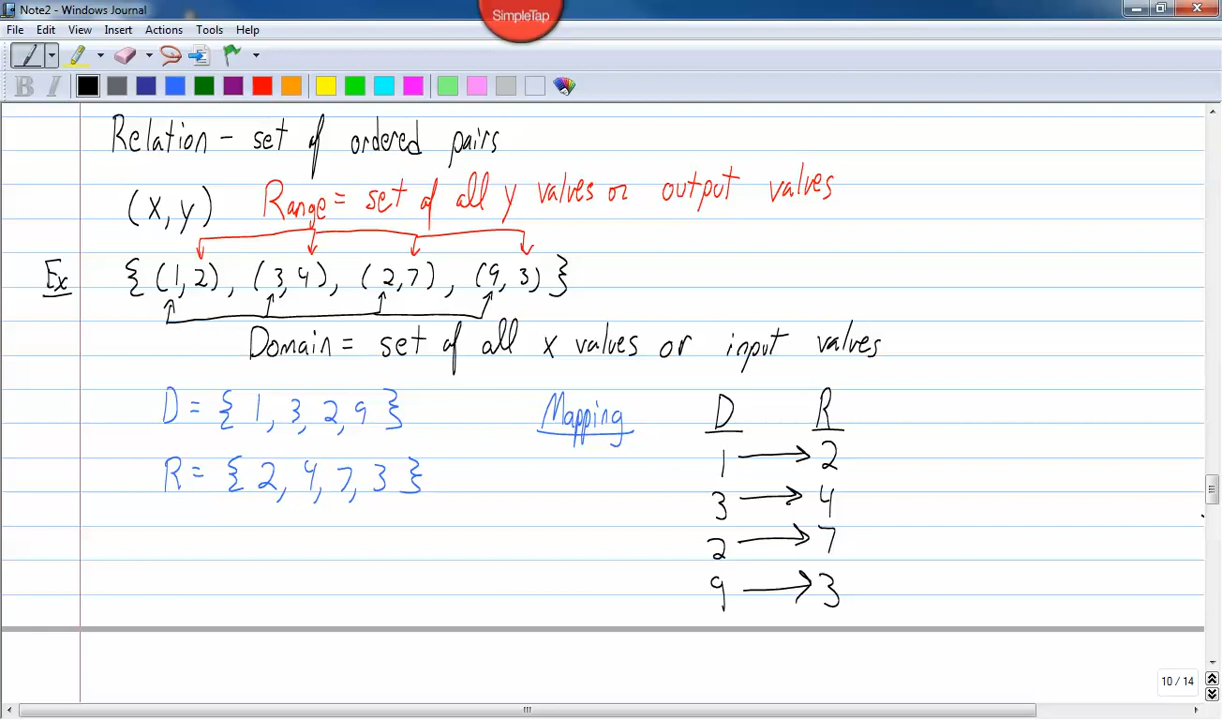 Note2 - Windows Journal
SimpleTap
File Edit View Insert Actions Tools Help
B I
Relation - set of ordered pairs
(x, y) Range = set of all y values or output values
Ex { (1, 2), (3, 4), (2, 7), (9, 3) }
Domain = set of all x values or input values
D = { 1, 3, 2, 9 }
R = { 2, 4, 7, 3 }
Mapping
D R
1 → 2
3 → 4
2 → 7
9 → 3
10 / 14